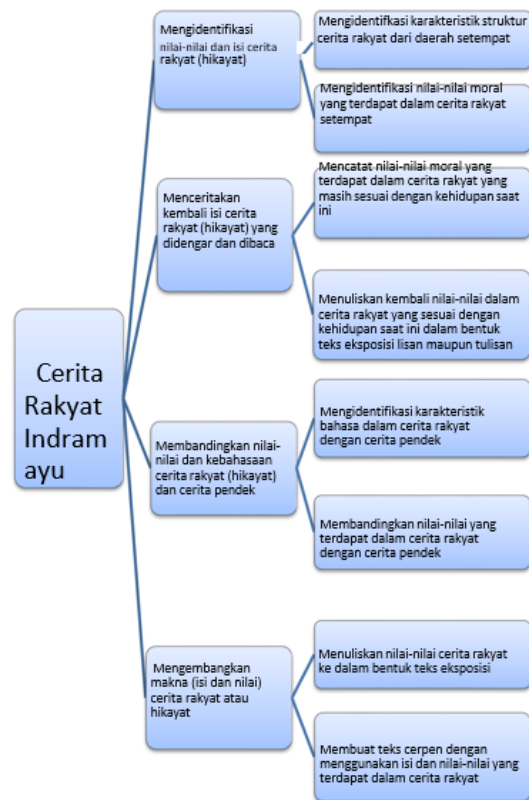 Mengidentifikasi
nilai-nilai dan isi cerita
rakyat (hikayat)
Mengidentifkasi karakteristik struktur
cerita rakyat dari daerah setempat
Mengidentifikasi nilai-nilai moral
yang terdapat dalam cerita rakyat
setempat
Menceritakan
kembali isi cerita
rakyat (hikayat) yang
didengar dan dibaca
Mencatat nilai-nilai moral yang
terdapat dalam cerita rakyat yang
masih sesuai dengan kehidupan saat
ini
Menuliskan kembali nilai-nilai dalam
cerita rakyat yang sesuai dengan
kehidupan saat ini dalam bentuk
teks eksposisi lisan maupun tulisan
Cerita
Rakyat
Indram
ayu
Membandingkan nilai-
nilai dan kebahasaan
cerita rakyat (hikayat)
dan cerita pendek
Mengidentifikasi karakteristik
bahasa dalam cerita rakyat
dengan cerita pendek
Membandingkan nilai-nilai yang
terdapat dalam cerita rakyat
dengan cerita pendek
Mengembangkan
makna (isi dan nilai)
cerita rakyat atau
hikayat
Menuliskan nilai-nilai cerita rakyat
ke dalam bentuk teks eksposisi
Membuat teks cerpen dengan
menggunakan isi dan nilai-nilai yang
terdapat dalam cerita rakyat